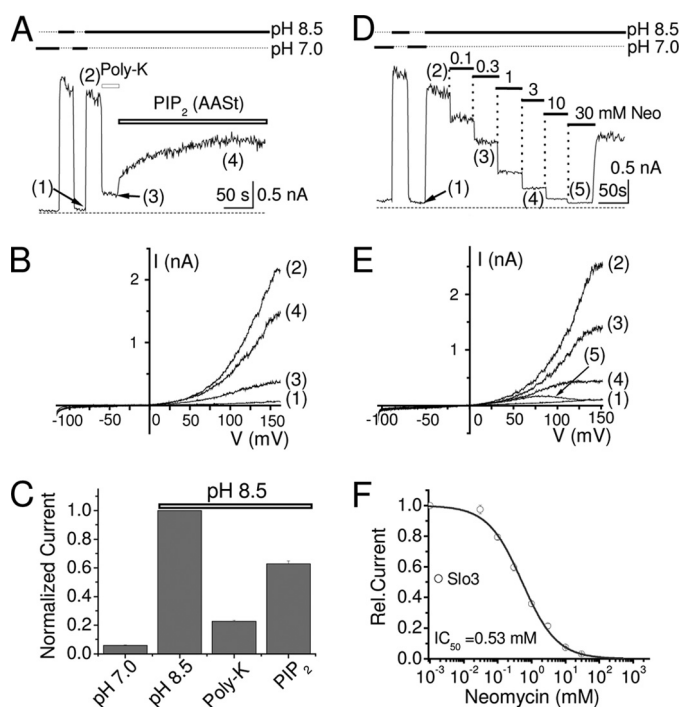 A
pH 8.5
pH 7.0
(2)
Poly-K
PIP2 (AASt)
(4)
(1)
(3)
50 s
0.5 nA
D
pH 8.5
pH 7.0
(2)
0.1
0.3
1
3
10
30 mM Neo
(3)
(1)
(4)
(5)
0.5 nA
50s
B
I (nA)
2
1
(2)
(4)
(3)
(1)
-100 -50 0 50 100 150
V (mV)
E
I (nA)
2
1
(2)
(3)
(5)
(4)
(1)
-100 -50 0 50 100 150
V (mV)
C
pH 8.5
Normalized Current
1.0
0.8
0.6
0.4
0.2
0.0
pH 7.0
pH 8.5
Poly-K
PIP2
F
Rel.Current
1.0
0.8
0.6
0.4
0.2
0.0
Slo3
IC50 =0.53 mM
10-3 10-2 10-1 100 101 102 103
Neomycin (mM)